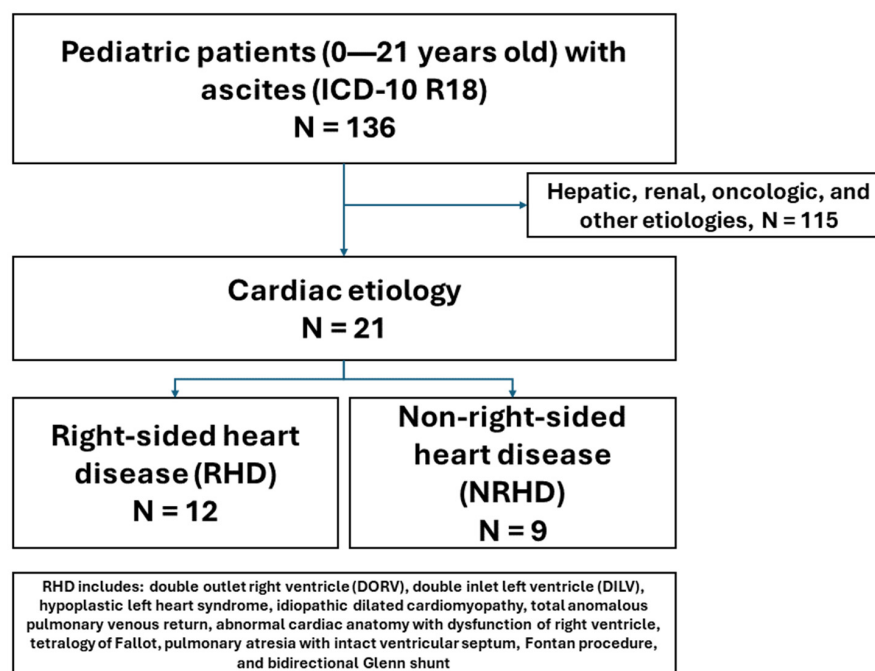 Pediatric patients (0—21 years old) with
ascites (ICD-10 R18)
N = 136
Hepatic, renal, oncologic, and
other etiologies, N = 115
Cardiac etiology
N = 21
Right-sided heart
disease (RHD)
N = 12
Non-right-sided
heart disease
(NRHD)
N = 9
RHD includes: double outlet right ventricle (DORV), double inlet left ventricle (DILV),
hypoplastic left heart syndrome, idiopathic dilated cardiomyopathy, total anomalous
pulmonary venous return, abnormal cardiac anatomy with dysfunction of right ventricle,
tetralogy of Fallot, pulmonary atresia with intact ventricular septum, Fontan procedure,
and bidirectional Glenn shunt